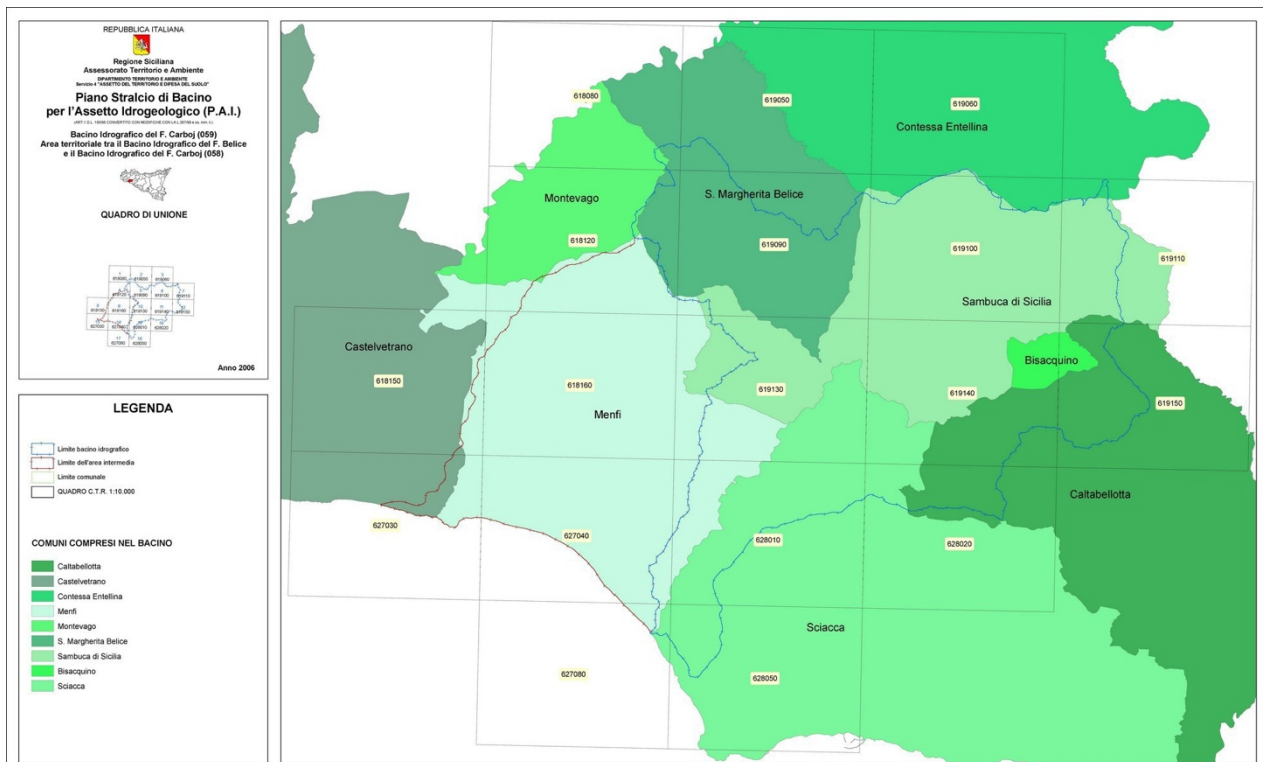 REPUBBLICA ITALIANA
Regione Siciliana
Assessorato Territorio e Ambiente
DIPARTIMENTO TERRITORIO E AMBIENTE
Servizio 4 "ASSETTO DEL TERRITORIO E DIFESA DEL SUOLO"
Piano Stralcio di Bacino
per l'Assetto Idrogeologico (P.A.I.)
Bacino Idrografico del F. Carboj (059)
Area territoriale tra il Bacino Idrografico del F. Belice
e il Bacino Idrografico del F. Carboj (058)
QUADRO DI UNIONE
Anno 2006
LEGENDA
Limite bacino idrografico
Limite dell'area intermedia
Limite comunale
QUADRO C.T.R. 1:10.000
COMUNI COMPRESI NEL BACINO
Caltabellotta
Castelvetrano
Contessa Entellina
Menfi
Montevago
S. Margherita Belice
Sambuca di Sicilia
Bisacquino
Sciacca
618080
619050
619060
Contessa Entellina
Montevago
S. Margherita Belice
618120
619090
619100
619110
Sambuca di Sicilia
Castelvetrano
Bisacquino
618150
618160
619130
619140
619150
Menfi
Caltabellotta
627030
627040
628010
628020
Sciacca
627080
628050